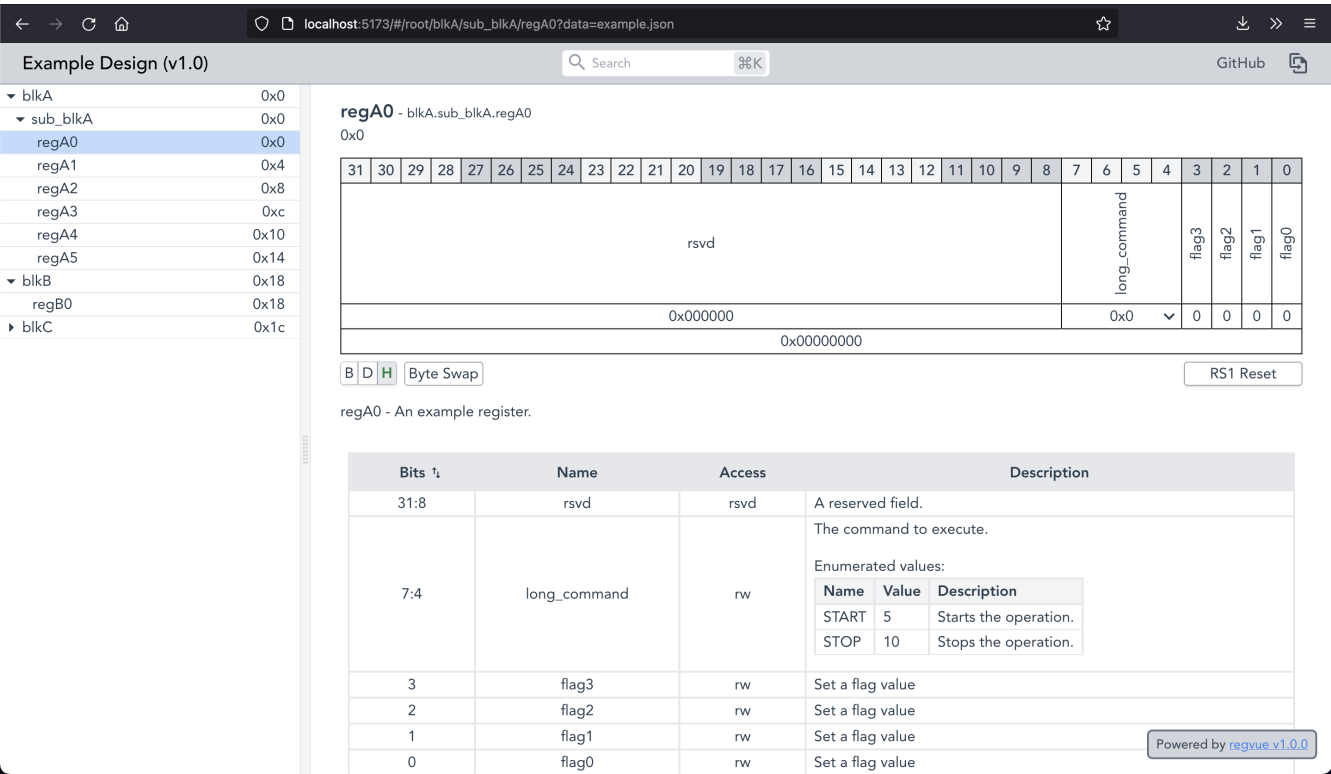 localhost:5173/#/root/blkA/sub_blkA/regA0?data=example.json
Example Design (v1.0)
Search
⌘K
GitHub
blkA 0x0
sub_blkA 0x0
regA0 0x0
regA1 0x4
regA2 0x8
regA3 0xc
regA4 0x10
regA5 0x14
blkB 0x18
regB0 0x18
blkC 0x1c
regA0 - blkA.sub_blkA.regA0
0x0
31 30 29 28 27 26 25 24 23 22 21 20 19 18 17 16 15 14 13 12 11 10 9 8 7 6 5 4 3 2 1 0
rsvd long_command flag3 flag2 flag1 flag0
0x000000 0x0 0 0 0 0
0x00000000
B D H Byte Swap RS1 Reset
regA0 - An example register.
Bits Name Access Description
31:8 rsvd rsvd A reserved field.
7:4 long_command rw The command to execute.
Enumerated values:
Name Value Description
START 5 Starts the operation.
STOP 10 Stops the operation.
3 flag3 rw Set a flag value
2 flag2 rw Set a flag value
1 flag1 rw Set a flag value
0 flag0 rw Set a flag value
Powered by regvue v1.0.0